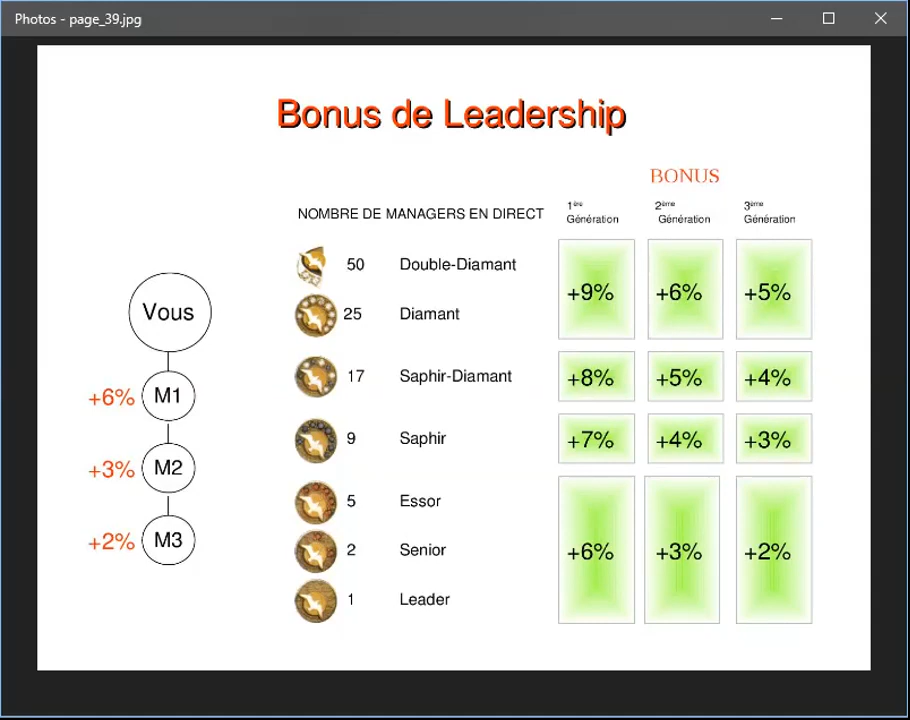 Photos - page_39.jpg
Bonus de Leadership
BONUS
NOMBRE DE MANAGERS EN DIRECT
1ère Génération
2ème Génération
3ème Génération
50 Double-Diamant
25 Diamant
+9% +6% +5%
17 Saphir-Diamant +8% +5% +4%
9 Saphir +7% +4% +3%
5 Essor
2 Senior
+6% +3% +2%
1 Leader
Vous
+6% M1
+3% M2
+2% M3